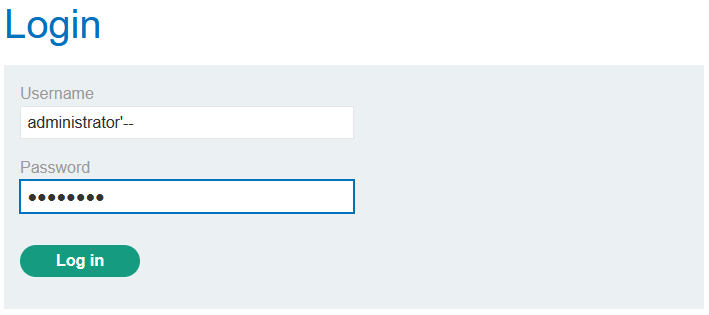 Login
Username
administrator'--
Password
••••••••
Log in